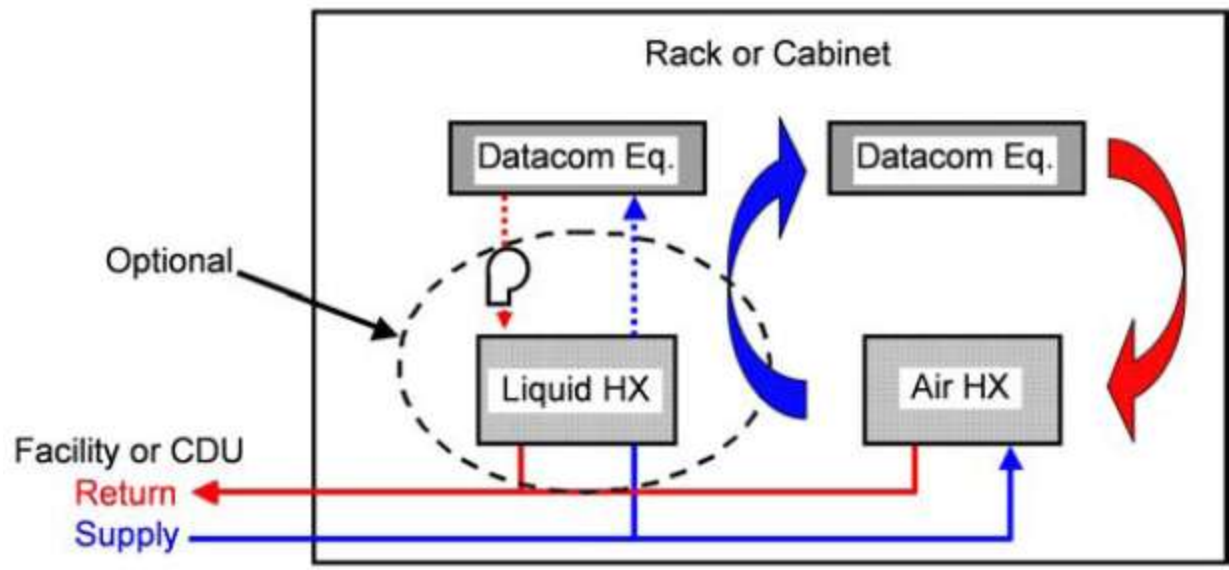 Rack or Cabinet
Datacom Eq.
Datacom Eq.
Optional
Liquid HX
Air HX
Facility or CDU
Return
Supply